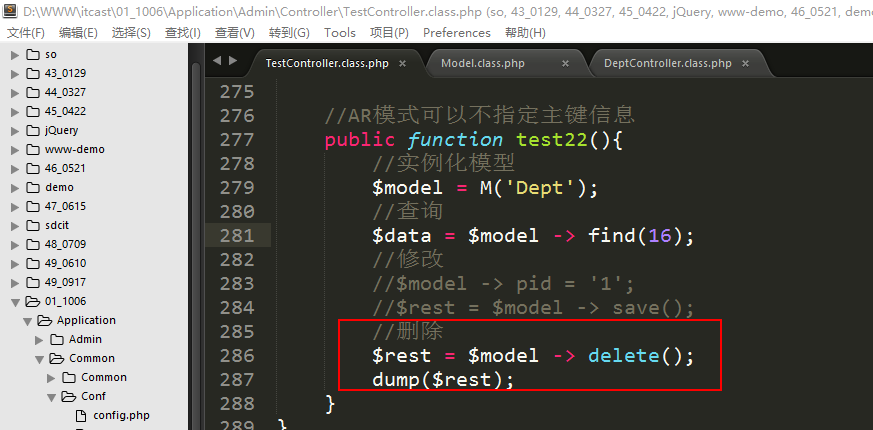 D:\WWW\itcast\01_1006\Application\Admin\Controller\TestController.class.php (so, 43_0129, 44_0327, 45_0422, jQuery, www-demo, 46_0521, demo
文件(F) 编辑(E) 选择(S) 查找(I) 查看(V) 转到(G) Tools 项目(P) Preferences 帮助(H)
so
43_0129
44_0327
45_0422
jQuery
www-demo
46_0521
demo
47_0615
sdcit
48_0709
49_0610
49_0917
01_1006
Application
Admin
Common
Common
Conf
config.php
TestController.class.php × Model.class.php × DeptController.class.php ×
275
276 //AR模式可以不指定主键信息
277 public function test22(){
278 //实例化模型
279 $model = M('Dept');
280 //查询
281 $data = $model -> find(16);
282 //修改
283 //$model -> pid = '1';
284 //$rest = $model -> save();
285 //删除
286 $rest = $model -> delete();
287 dump($rest);
288 }
289 }